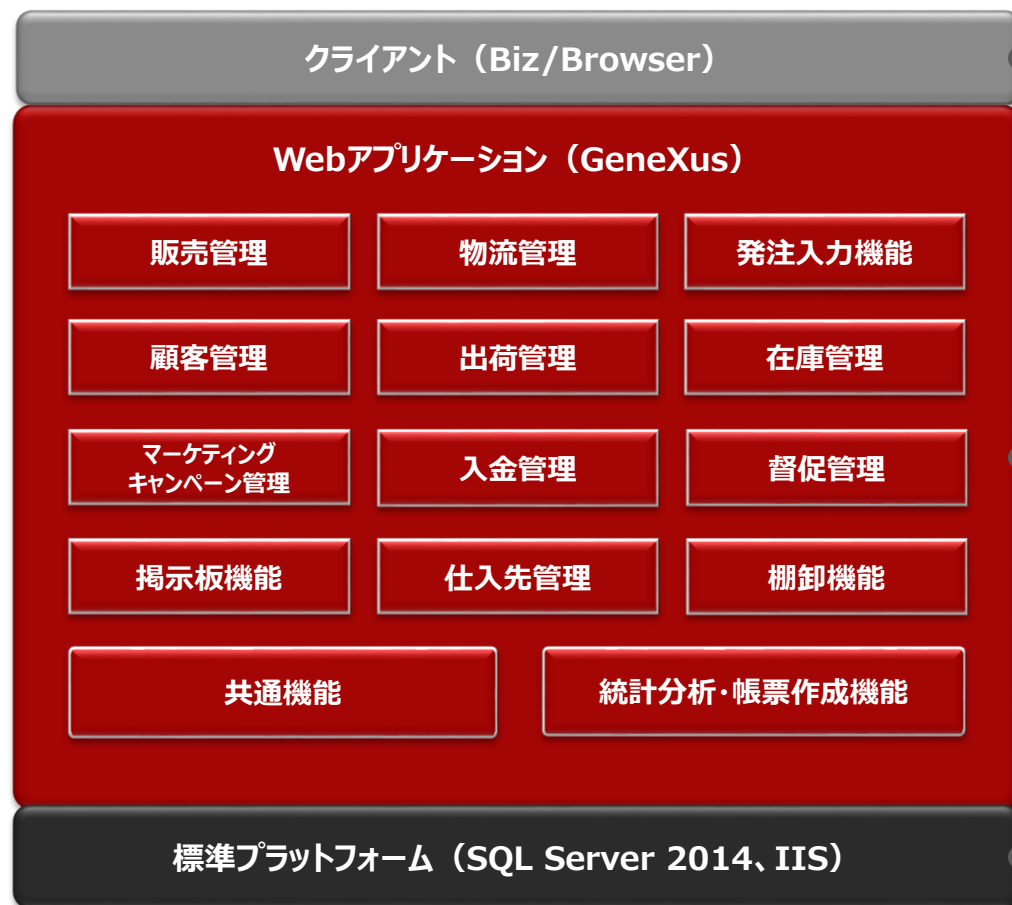 クライアント（Biz/Browser）
Webアプリケーション（GeneXus）
販売管理
物流管理
発注入力機能
顧客管理
出荷管理
在庫管理
マーケティング
キャンペーン管理
入金管理
督促管理
掲示板機能
仕入先管理
棚卸機能
共通機能
統計分析・帳票作成機能
標準プラットフォーム（SQL Server 2014、IIS）